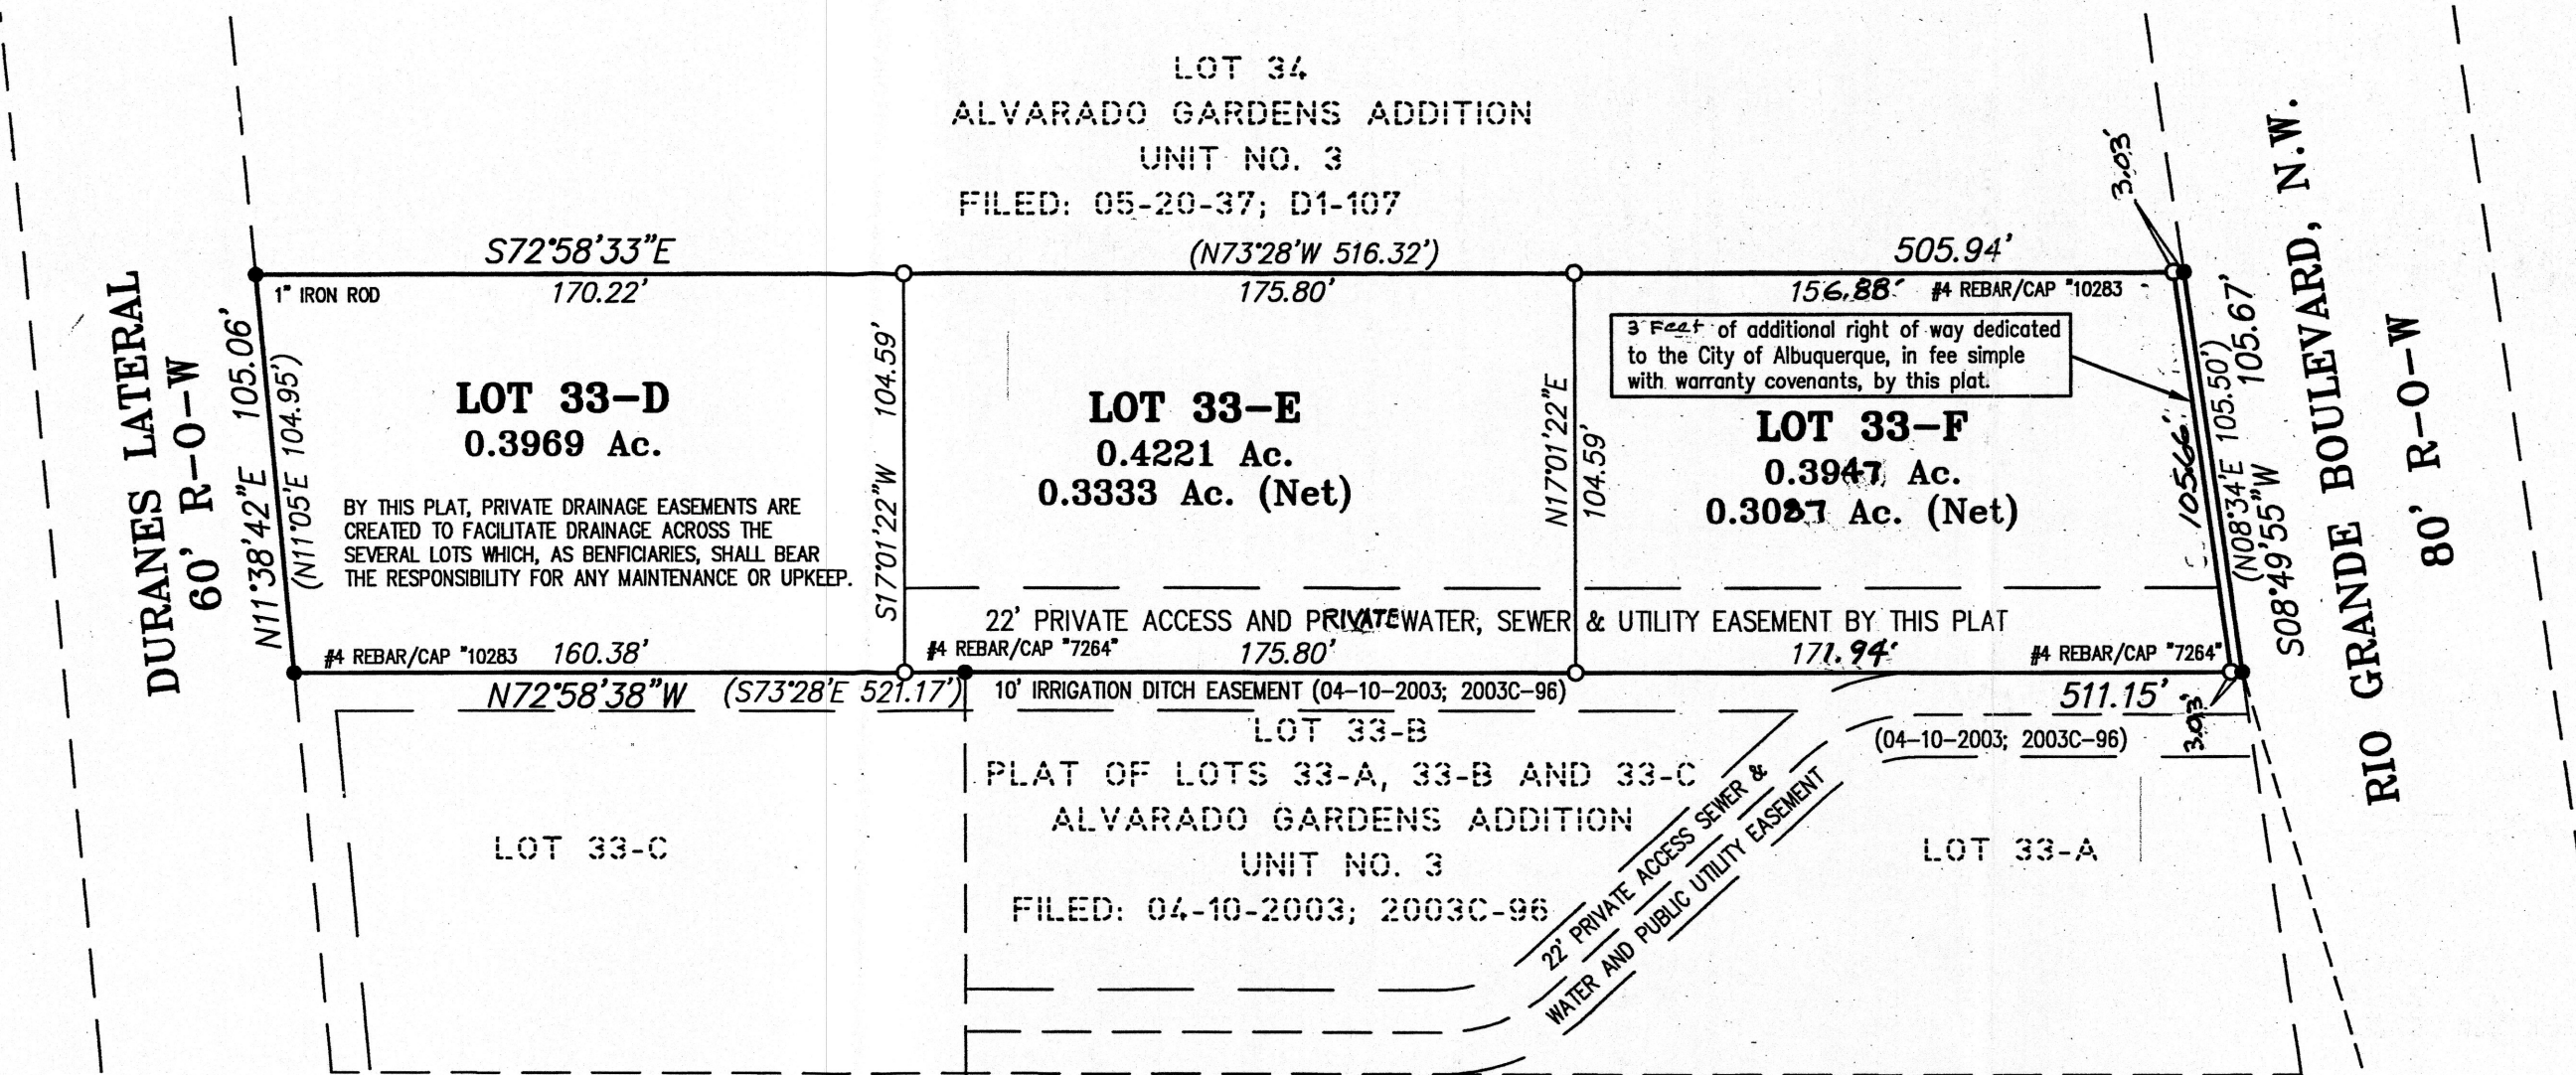 LOT 34
ALVARADO GARDENS ADDITION
UNIT NO. 3
FILED: 05-20-37; D1-107
3.03'
S72°58'33"E
(N73°28'W 516.32')
505.94'
1" IRON ROD
170.22'
175.80'
156.88'
#4 REBAR/CAP "10283
DURANES LATERAL
60' R-O-W
N11°38'42"E 105.06'
(N11°05'E 104.95')
LOT 33-D
0.3969 Ac.
BY THIS PLAT, PRIVATE DRAINAGE EASEMENTS ARE
CREATED TO FACILITATE DRAINAGE ACROSS THE
SEVERAL LOTS WHICH, AS BENFICIARIES, SHALL BEAR
THE RESPONSIBILITY FOR ANY MAINTENANCE OR UPKEEP.
S17°01'22"W 104.59'
LOT 33-E
0.4221 Ac.
0.3333 Ac. (Net)
N17°01'22"E
104.59'
3 Feet of additional right of way dedicated
to the City of Albuquerque, in fee simple
with warranty covenants, by this plat.
LOT 33-F
0.3947 Ac.
0.3087 Ac. (Net)
105.66'
(N08°34'E 105.50')
S08°49'55"W 105.67'
RIO GRANDE BOULEVARD, N.W.
80' R-O-W
22' PRIVATE ACCESS AND PRIVATE WATER, SEWER & UTILITY EASEMENT BY THIS PLAT
#4 REBAR/CAP "10283
160.38'
#4 REBAR/CAP "7264"
175.80'
171.94'
#4 REBAR/CAP "7264"
N72°58'38"W
(S73°28'E 521.17')
10' IRRIGATION DITCH EASEMENT (04-10-2003; 2003C-96)
511.15'
3.03'
(04-10-2003; 2003C-96)
LOT 33-B
PLAT OF LOTS 33-A, 33-B AND 33-C
ALVARADO GARDENS ADDITION
UNIT NO. 3
FILED: 04-10-2003; 2003C-96
LOT 33-C
22' PRIVATE ACCESS SEWER &
WATER AND PUBLIC UTILITY EASEMENT
LOT 33-A